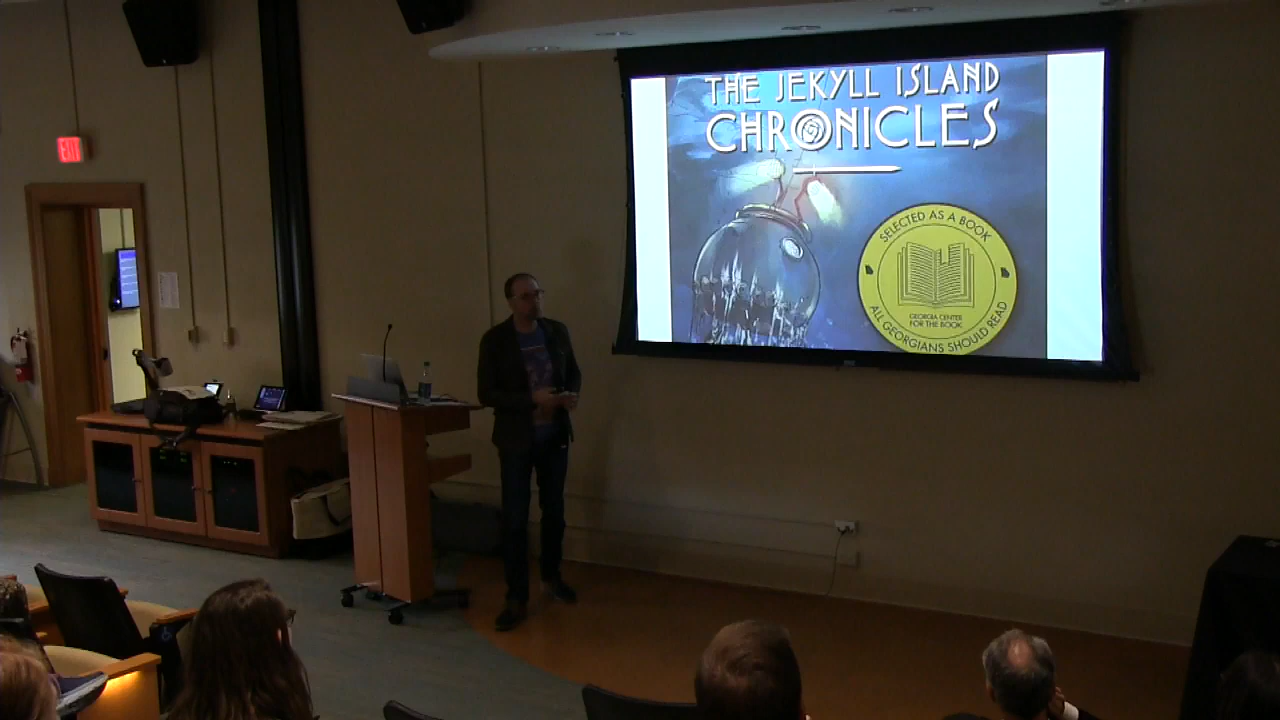 EXIT
THE JEKYLL ISLAND
CHRONICLES
SELECTED AS A BOOK
GEORGIA CENTER
FOR THE BOOK
ALL GEORGIANS SHOULD READ